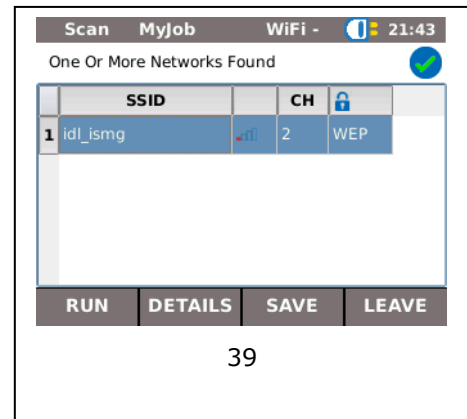 Scan MyJob WiFi - 21:43
One Or More Networks Found
SSID CH
1 idl_ismg 2 WEP
RUN DETAILS SAVE LEAVE
39